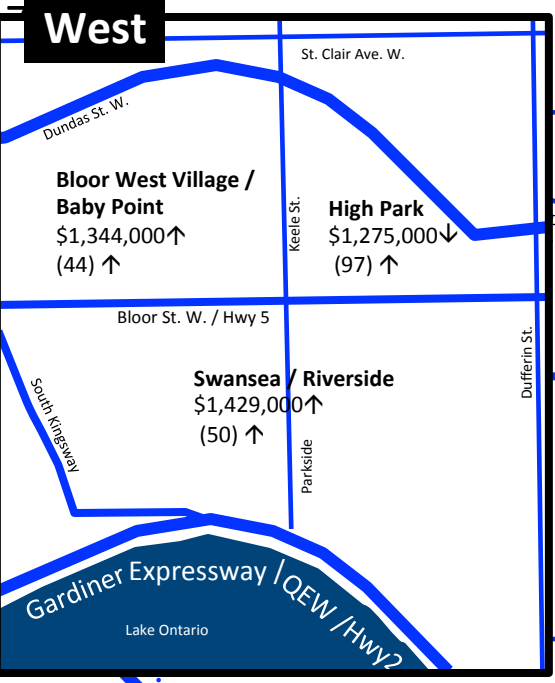 West
St. Clair Ave. W.
Dundas St. W.
Bloor West Village /
Baby Point
$1,344,000↑
(44) ↑
Keele St.
High Park
$1,275,000↓
(97) ↑
Bloor St. W. / Hwy 5
Dufferin St.
South Kingsway
Swansea / Riverside
$1,429,000↑
(50) ↑
Parkside
Gardiner Expressway / QEW /Hwy2
Lake Ontario